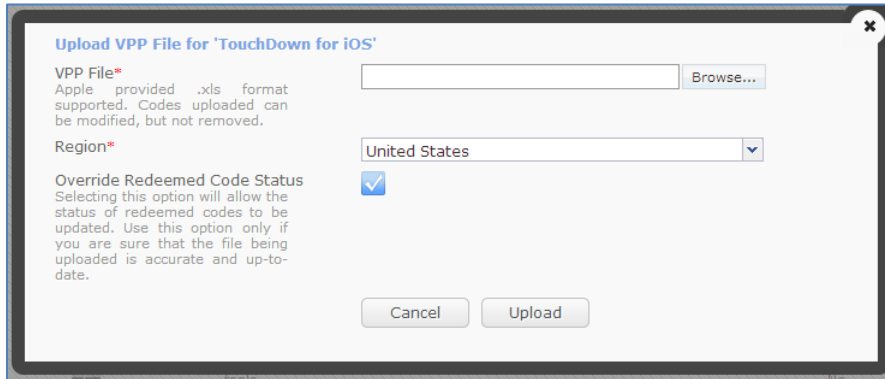 Upload VPP File for 'TouchDown for iOS'
VPP File*
Browse...
Apple provided .xls format
supported. Codes uploaded can
be modified, but not removed.
Region*
United States
Override Redeemed Code Status
Selecting this option will allow the
status of redeemed codes to be
updated. Use this option only if
you are sure that the file being
uploaded is accurate and up-to-
date.
Cancel Upload